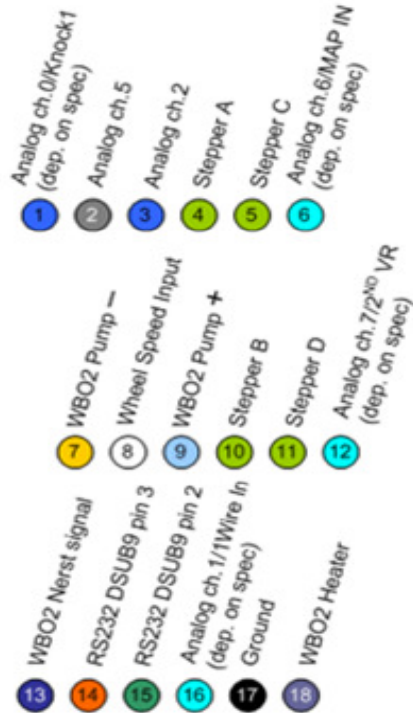 Analog ch.0/Knock1
(dep. on spec)
Analog ch.5
Analog ch.2
Stepper A
Stepper C
Analog ch.6/MAP IN
(dep. on spec)
1
2
3
4
5
6
WBO2 Pump −
Wheel Speed Input
WBO2 Pump +
Stepper B
Stepper D
Analog ch.7/2ND VR
(dep. on spec)
7
8
9
10
11
12
WBO2 Nerst signal
RS232 DSUB9 pin 3
RS232 DSUB9 pin 2
Analog ch.1/1Wire In
(dep. on spec)
Ground
WBO2 Heater
13
14
15
16
17
18